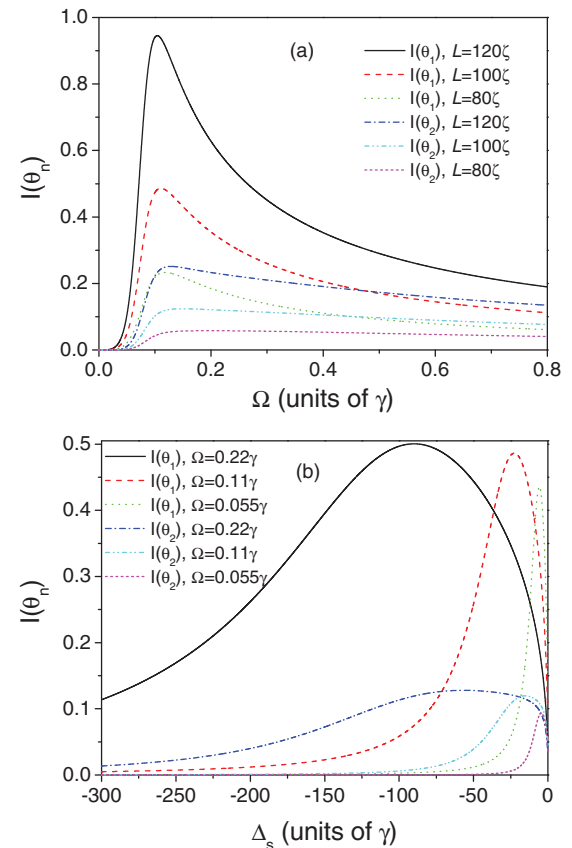 1.0
0.8
0.6
0.4
0.2
0.0
I(θn)
(a)
I(θ1), L=120ζ
I(θ1), L=100ζ
I(θ1), L=80ζ
I(θ2), L=120ζ
I(θ2), L=100ζ
I(θ2), L=80ζ
0.0 0.2 0.4 0.6 0.8
Ω (units of γ)
0.5
0.4
0.3
0.2
0.1
0.0
I(θn)
(b)
I(θ1), Ω=0.22γ
I(θ1), Ω=0.11γ
I(θ1), Ω=0.055γ
I(θ2), Ω=0.22γ
I(θ2), Ω=0.11γ
I(θ2), Ω=0.055γ
-300 -250 -200 -150 -100 -50 0
Δs (units of γ)